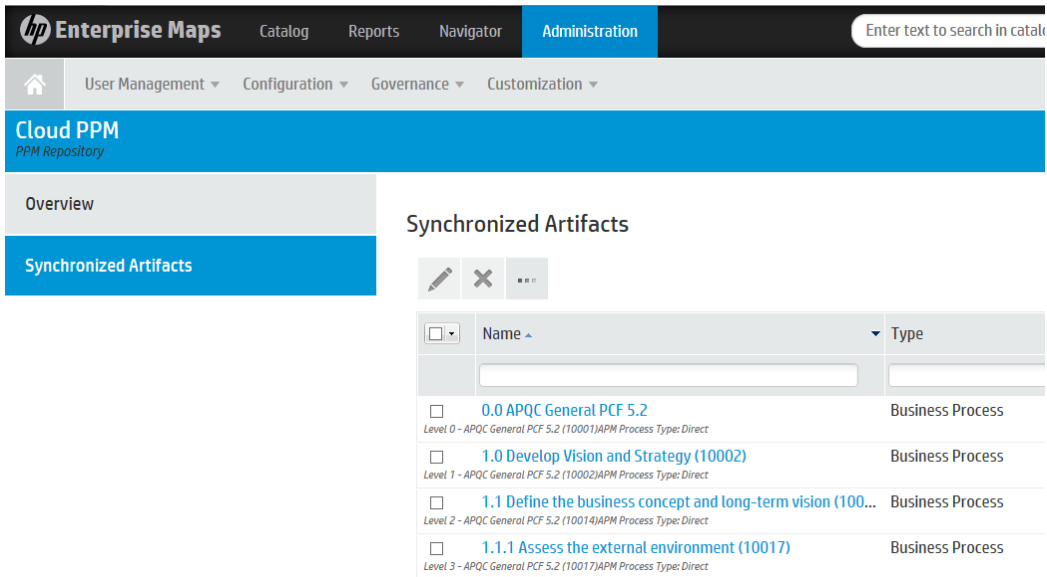 hp Enterprise Maps Catalog Reports Navigator Administration Enter text to search in catalo
User Management Configuration Governance Customization
Cloud PPM
PPM Repository
Overview
Synchronized Artifacts
Synchronized Artifacts
Name Type
0.0 APQC General PCF 5.2 Business Process
Level 0 - APQC General PCF 5.2 (10001)APM Process Type: Direct
1.0 Develop Vision and Strategy (10002) Business Process
Level 1 - APQC General PCF 5.2 (10002)APM Process Type: Direct
1.1 Define the business concept and long-term vision (100... Business Process
Level 2 - APQC General PCF 5.2 (10014)APM Process Type: Direct
1.1.1 Assess the external environment (10017) Business Process
Level 3 - APQC General PCF 5.2 (10017)APM Process Type: Direct